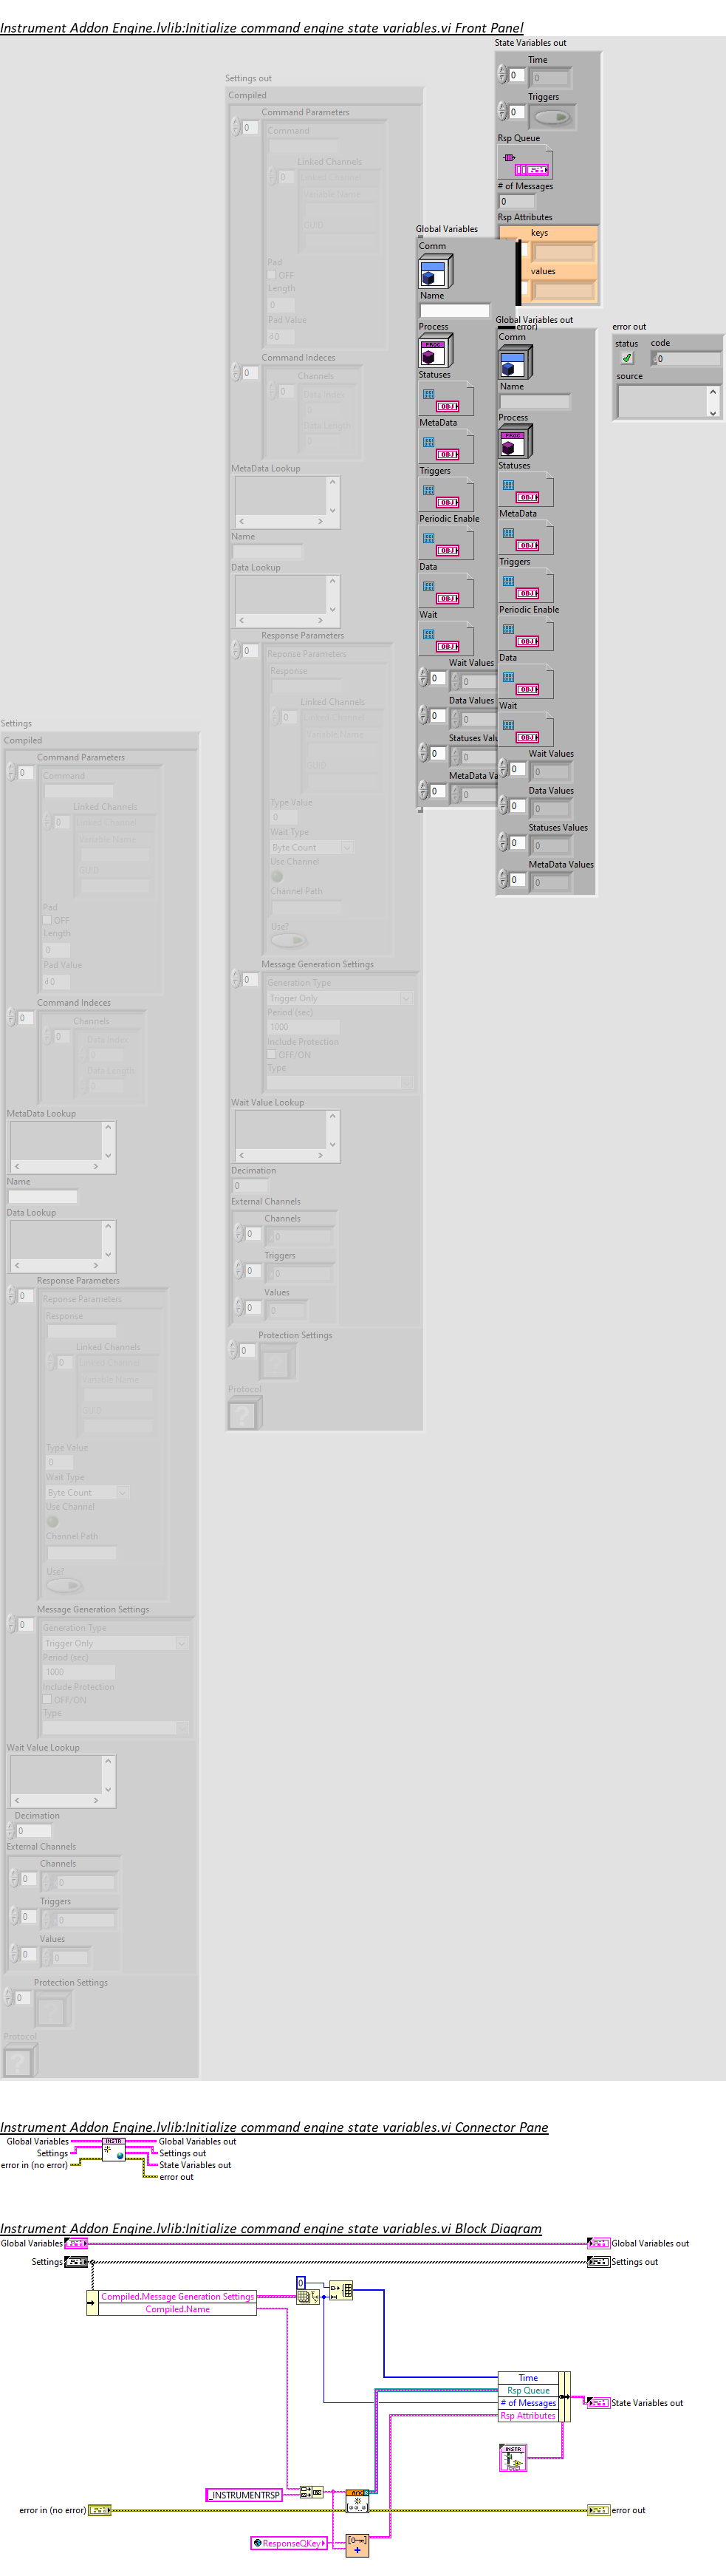 Instrument Addon Engine.lvlib:Initialize command engine state variables.vi Front Panel
State Variables out
Time
0
0
Triggers
0
Rsp Queue
# of Messages
0
Rsp Attributes
keys
values
Settings out
Compiled
Command Parameters
0
Command
Linked Channels
0
Linked Channel
Variable Name
GUID
Pad
OFF
Length
0
Pad Value
d 0
Command Indeces
0
Channels
0
Data Index
0
Data Length
0
MetaData Lookup
Name
Data Lookup
Response Parameters
0
Reponse Parameters
Response
Linked Channels
0
Linked Channel
Variable Name
GUID
Type Value
0
Wait Type
Byte Count
Use Channel
Channel Path
Use?
Message Generation Settings
0
Generation Type
Trigger Only
Period (sec)
1000
Include Protection
OFF/ON
Type
Wait Value Lookup
Decimation
0
External Channels
Channels
0
0
Triggers
0
0
Values
0
0
Protection Settings
0
Protocol
Global Variables
Comm
Name
Process
PROC
Statuses
OBJ
MetaData
OBJ
Triggers
OBJ
Periodic Enable
OBJ
Data
OBJ
Wait
OBJ
Wait Values
0
0
Data Values
0
0
Statuses Valu
0
0
MetaData Va
0
0
Global Variables out
error)
Comm
Name
Process
PROC
Statuses
OBJ
MetaData
OBJ
Triggers
OBJ
Periodic Enable
OBJ
Data
OBJ
Wait
OBJ
Wait Values
0
0
Data Values
0
0
Statuses Values
0
0
MetaData Values
0
0
error out
status
code
0
source
Settings
Compiled
Command Parameters
0
Command
Linked Channels
0
Linked Channel
Variable Name
GUID
Pad
OFF
Length
0
Pad Value
d 0
Command Indeces
0
Channels
0
Data Index
0
Data Length
0
MetaData Lookup
Name
Data Lookup
Response Parameters
0
Reponse Parameters
Response
Linked Channels
0
Linked Channel
Variable Name
GUID
Type Value
0
Wait Type
Byte Count
Use Channel
Channel Path
Use?
Message Generation Settings
0
Generation Type
Trigger Only
Period (sec)
1000
Include Protection
OFF/ON
Type
Wait Value Lookup
Decimation
0
External Channels
Channels
0
0
Triggers
0
0
Values
0
0
Protection Settings
0
Protocol
Instrument Addon Engine.lvlib:Initialize command engine state variables.vi Connector Pane
Global Variables
Settings
error in (no error)
INSTR
Global Variables out
Settings out
State Variables out
error out
Instrument Addon Engine.lvlib:Initialize command engine state variables.vi Block Diagram
Global Variables
Global Variables out
Settings
Settings out
Compiled.Message Generation Settings
Compiled.Name
0
Time
Rsp Queue
# of Messages
Rsp Attributes
State Variables out
INSTR
_INSTRUMENTRSP
error in (no error)
error out
ResponseQKey